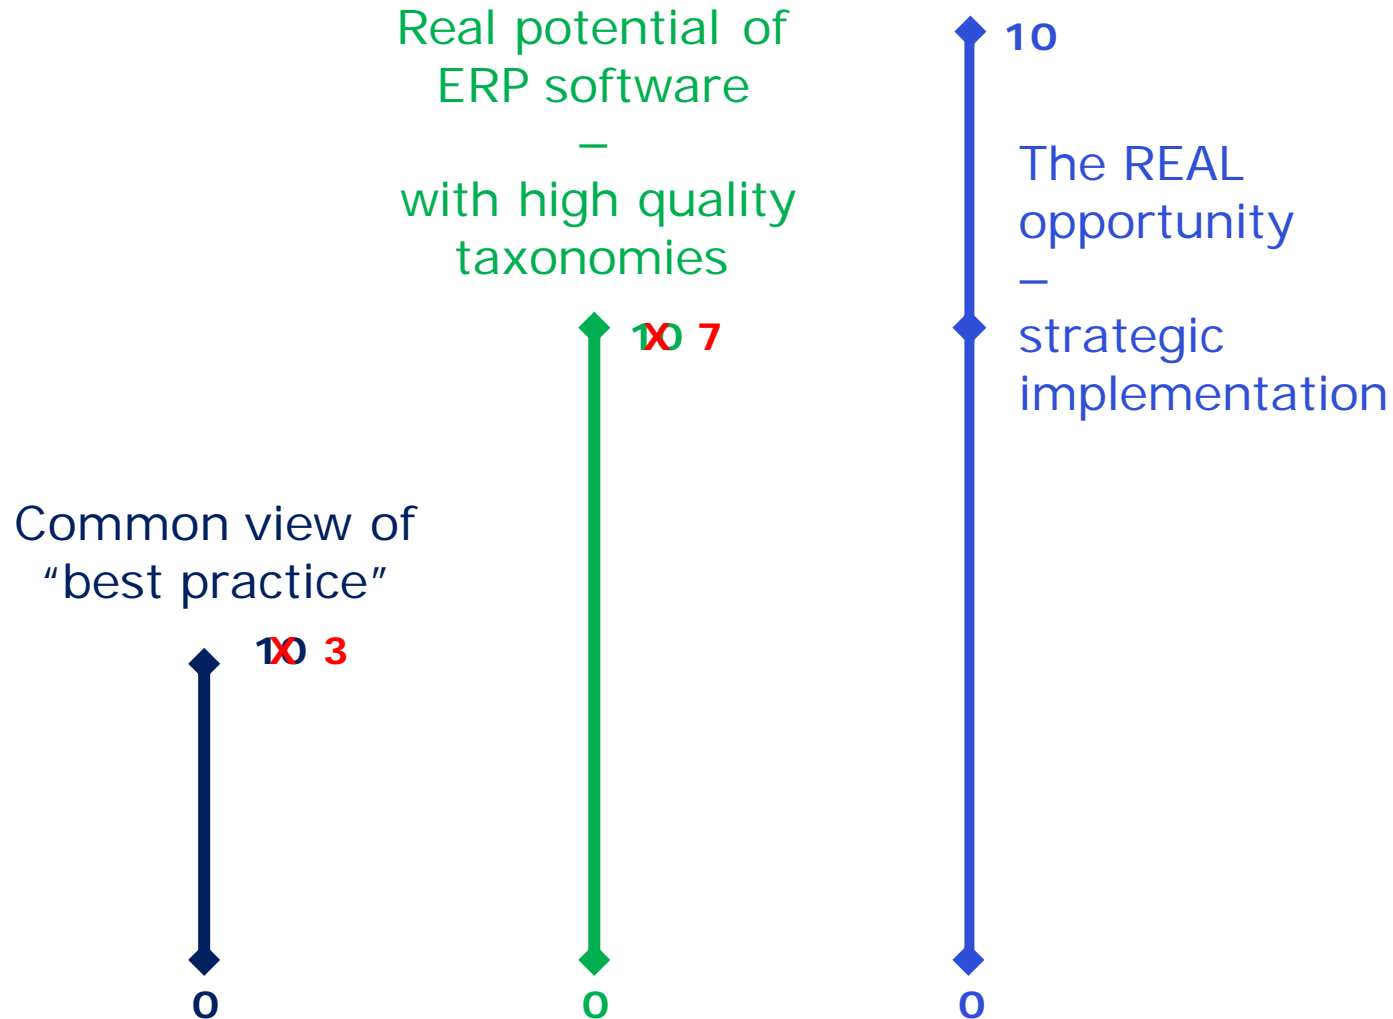 Real potential of
ERP software
–
with high quality
taxonomies
10 X 7
10
The REAL
opportunity
–
strategic
implementation
Common view of
“best practice”
10 X 3
0
0
0